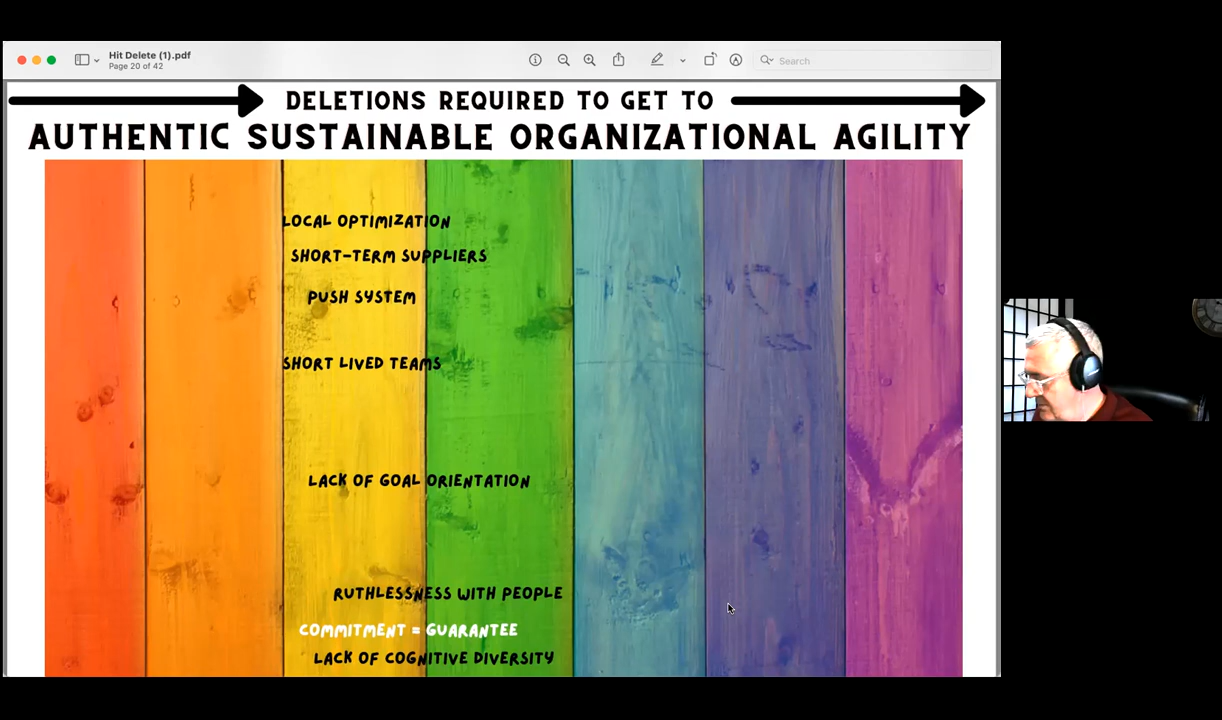 Hit Delete (1).pdf
Page 20 of 42
Search
DELETIONS REQUIRED TO GET TO
AUTHENTIC SUSTAINABLE ORGANIZATIONAL AGILITY
LOCAL OPTIMIZATION
SHORT-TERM SUPPLIERS
PUSH SYSTEM
SHORT LIVED TEAMS
LACK OF GOAL ORIENTATION
RUTHLESSNESS WITH PEOPLE
COMMITMENT = GUARANTEE
LACK OF COGNITIVE DIVERSITY